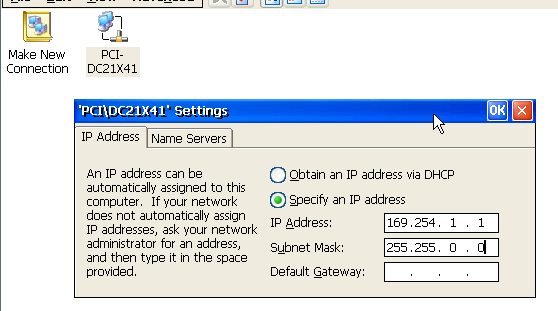 Make New
Connection
PCI-
DC21X41
'PCI\DC21X41' Settings
OK
IP Address
Name Servers
An IP address can be
automatically assigned to this
computer. If your network
does not automatically assign
IP addresses, ask your network
administrator for an address,
and then type it in the space
provided.
Obtain an IP address via DHCP
Specify an IP address
IP Address: 169.254. 1 . 1
Subnet Mask: 255.255. 0 . 0
Default Gateway: . . .